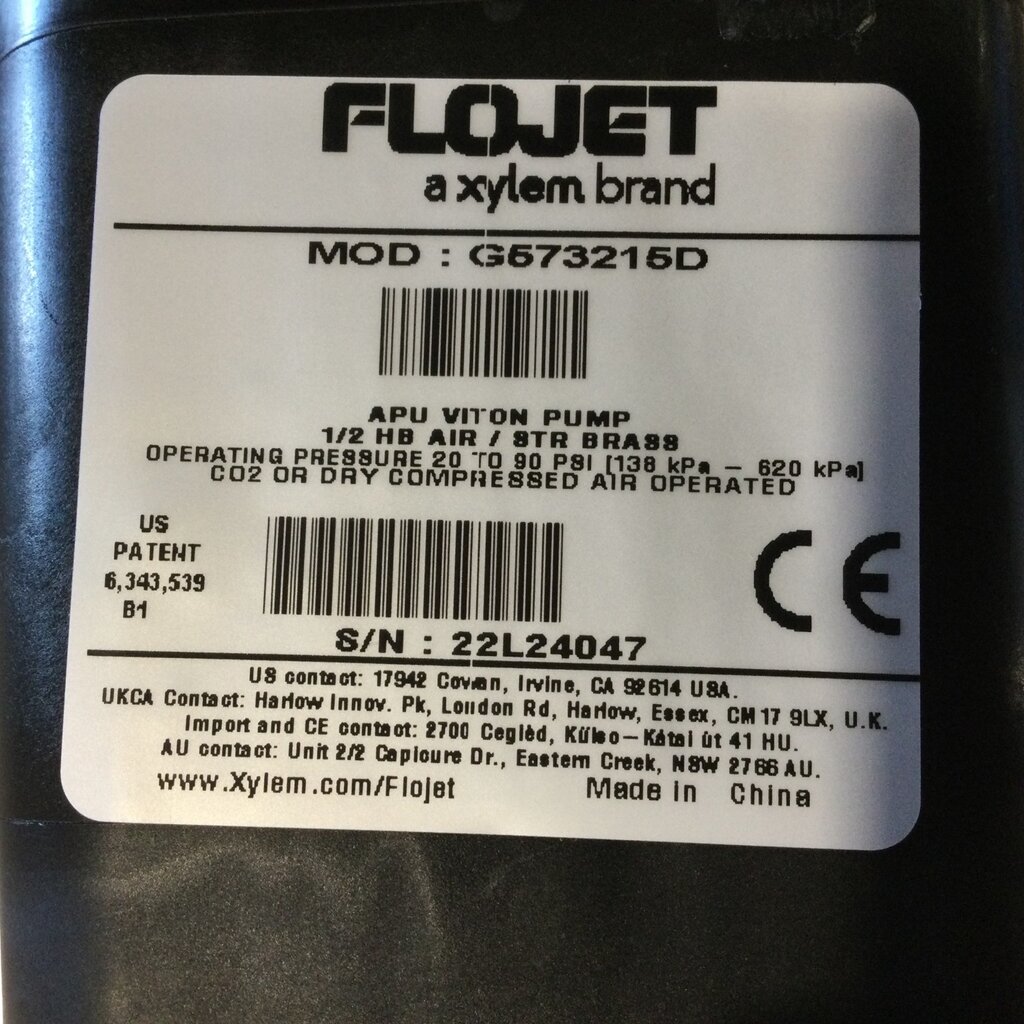 FLOJET
a xylem brand
MOD : G573215D
APU VITON PUMP
1/2 HB AIR / STR BRASS
OPERATING PRESSURE 20 TO 90 PSI [138 kPa – 620 kPa]
CO2 OR DRY COMPRESSED AIR OPERATED
US
PATENT
6,343,539
B1
CE
S/N : 22L24047
US contact: 17942 Cowan, Irvine, CA 92614 USA.
UKCA Contact: Harlow Innov. Pk, London Rd, Harlow, Essex, CM17 9LX, U.K.
Import and CE contact: 2700 Cegléd, Külso–Kátai út 41 HU.
AU contact: Unit 2/2 Capicure Dr., Eastern Creek, NSW 2766 AU.
www.Xylem.com/Flojet Made in China